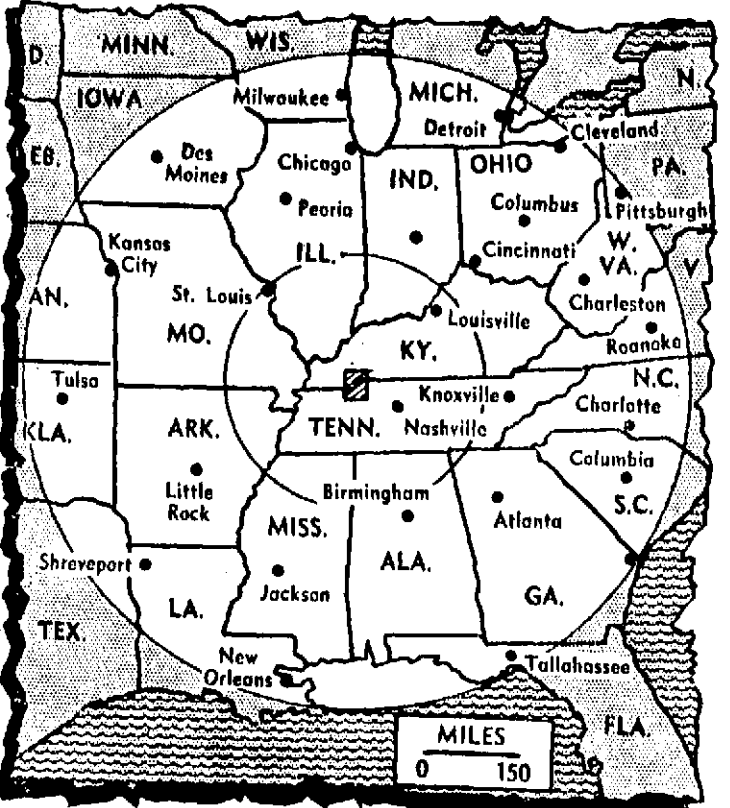 MINN.
WIS.
D.
IOWA
Milwaukee
MICH.
N.
Detroit
Cleveland
EB.
Des
Moines
Chicago
IND.
OHIO
PA.
Peoria
Columbus
Pittsburgh
Kansas
City
ILL.
Cincinnati
W.
VA.
V
AN.
St. Louis
Charleston
MO.
Louisville
KY.
Roanoke
Tulsa
Knoxville
N.C.
Charlotte
KLA.
ARK.
TENN.
Nashville
Columbia
Little
Rock
Birmingham
Atlanta
S.C.
MISS.
ALA.
Shreveport
Jackson
GA.
LA.
TEX.
New
Orleans
Tallahassee
FLA.
MILES
0 150